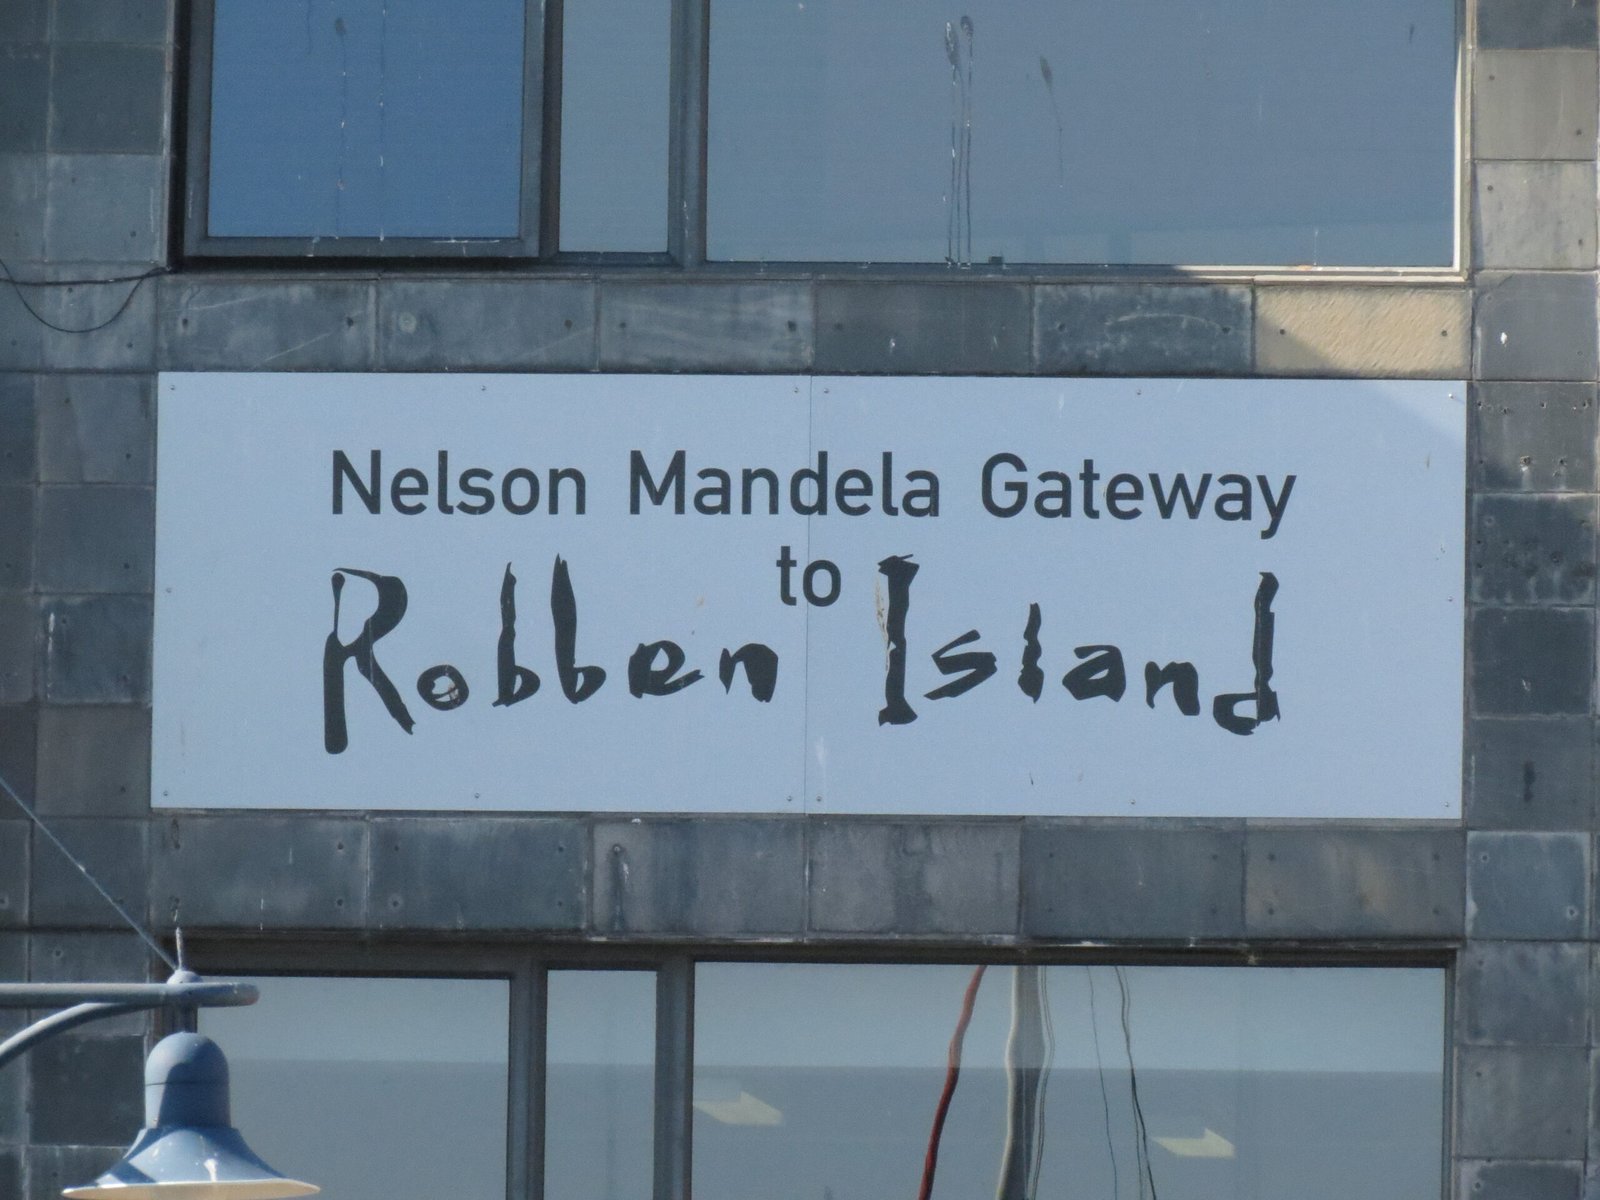 Nelson Mandela Gateway
to
Robben Island